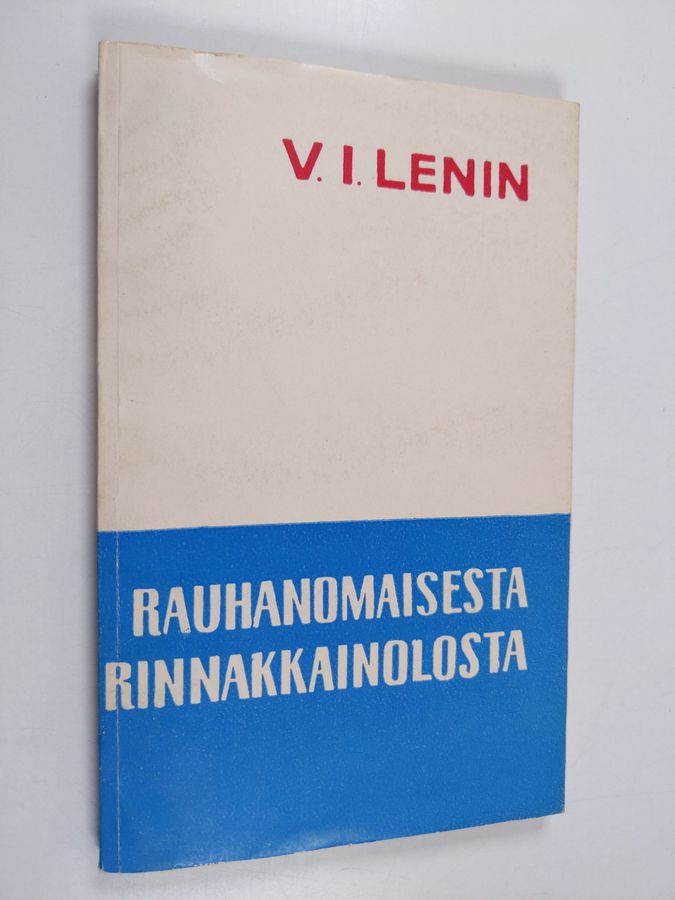 V. I. LENIN
RAUHANOMAISESTA
RINNAKKAINOLOSTA